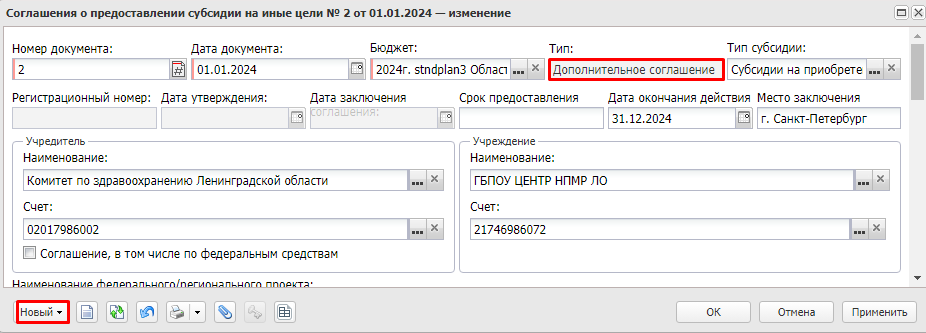 Соглашения о предоставлении субсидии на иные цели № 2 от 01.01.2024 — изменение
Номер документа: Дата документа: Бюджет: Тип: Тип субсидии:
2 01.01.2024 2024г. stndplan3 Област ... Дополнительное соглашение Субсидии на приобрете ...
Регистрационный номер: Дата утверждения: Дата заключения соглашения: Срок предоставления Дата окончания действия Место заключения
31.12.2024 г. Санкт-Петербург
Учредитель Учреждение
Наименование: Наименование:
Комитет по здравоохранению Ленинградской области ... ГБПОУ ЦЕНТР НПМР ЛО ...
Счет: Счет:
02017986002 ... 21746986072 ...
Соглашение, в том числе по федеральным средствам
Наименование федерального/регионального проекта:
Новый ОК Отмена Применить